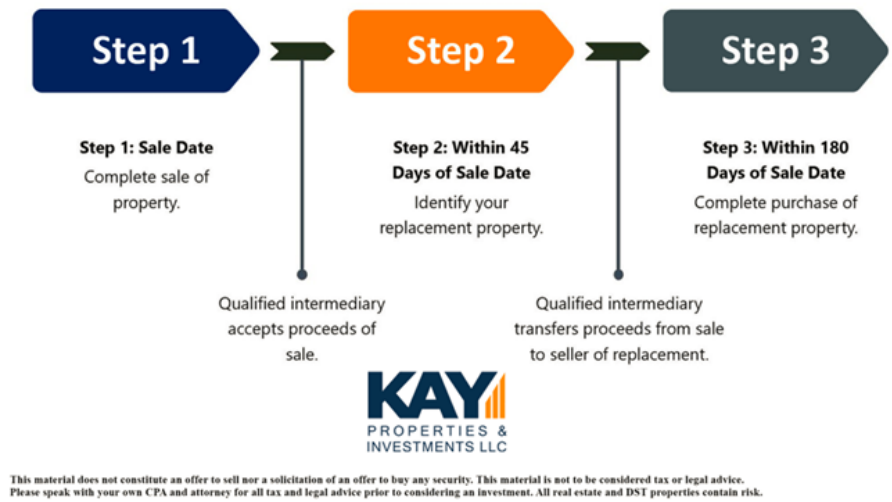 Step 1
Step 2
Step 3
Step 1: Sale Date
Complete sale of
property.
Step 2: Within 45
Days of Sale Date
Identify your
replacement property.
Step 3: Within 180
Days of Sale Date
Complete purchase of
replacement property.
Qualified intermediary
accepts proceeds of
sale.
Qualified intermediary
transfers proceeds from sale
to seller of replacement.
KAY
PROPERTIES &
INVESTMENTS LLC
This material does not constitute an offer to sell nor a solicitation of an offer to buy any security. This material is not to be considered tax or legal advice.
Please speak with your own CPA and attorney for all tax and legal advice prior to considering an investment. All real estate and DST properties contain risk.